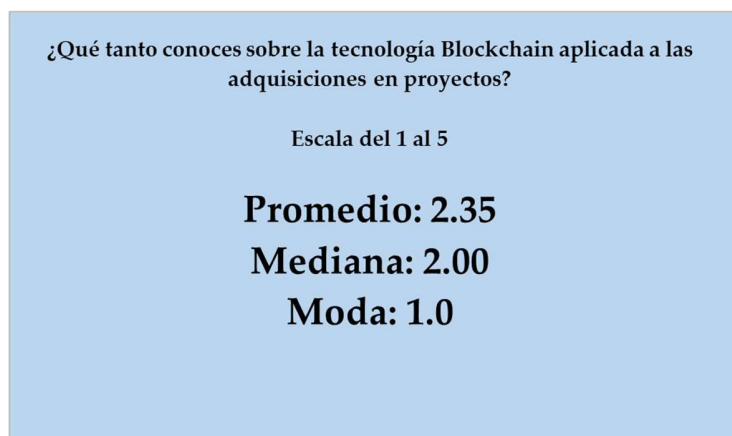 ¿Qué tanto conoces sobre la tecnología Blockchain aplicada a las
adquisiciones en proyectos?
Escala del 1 al 5
Promedio: 2.35
Mediana: 2.00
Moda: 1.0